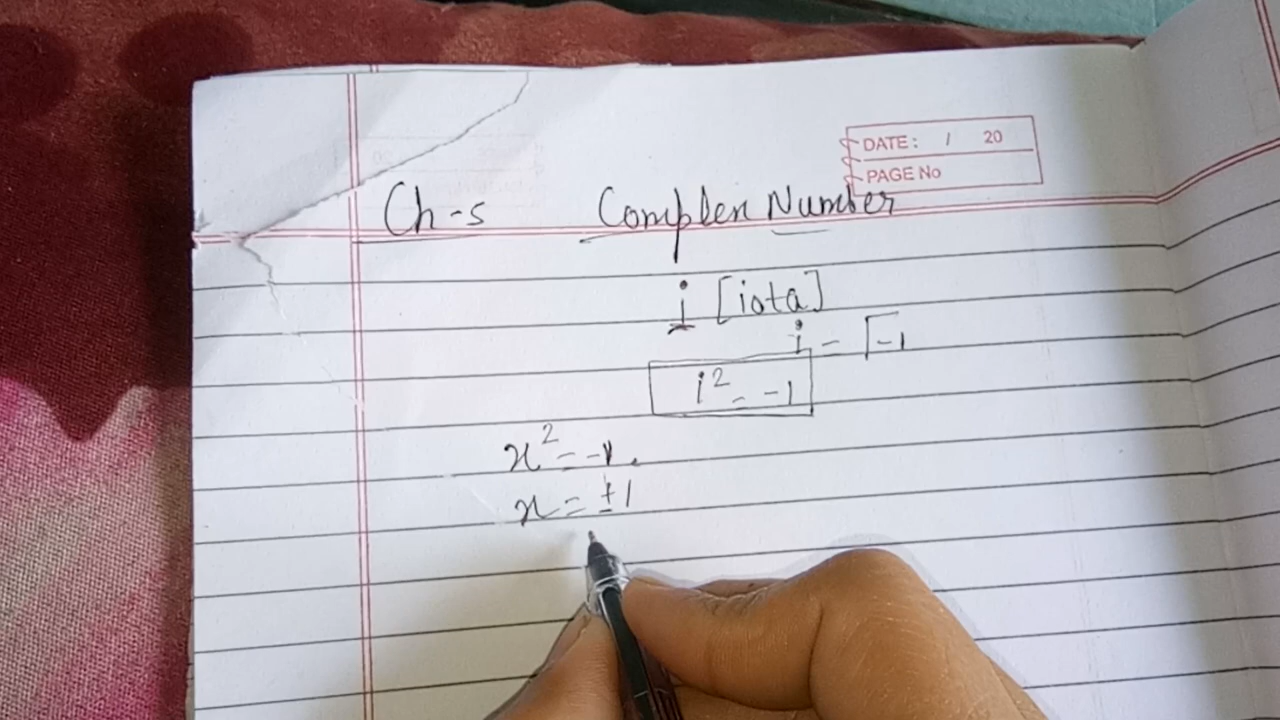 DATE: / 20
PAGE No
Ch-5 Complex Number
i [iota]
i = √-1
i² = -1
x² = -1.
x = ±1